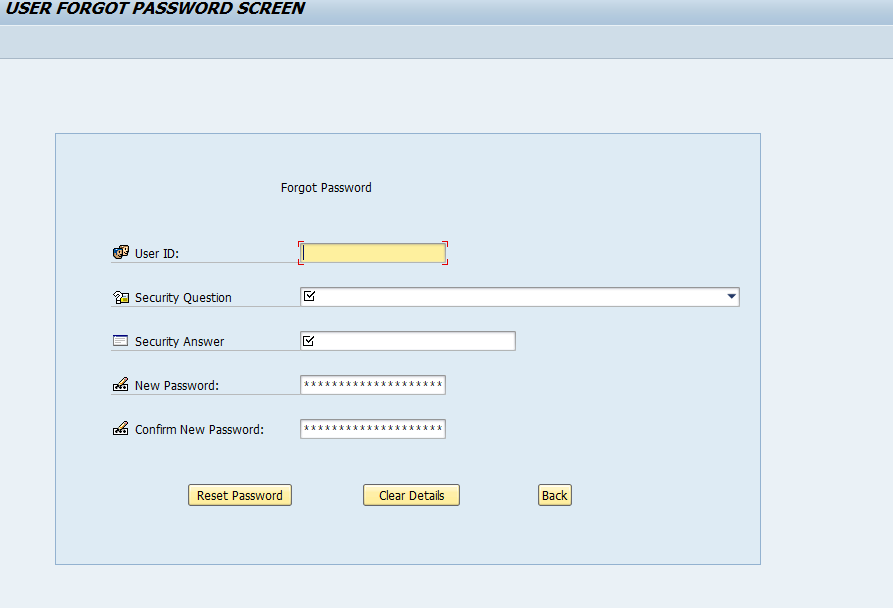 USER FORGOT PASSWORD SCREEN
Forgot Password
User ID:
Security Question
Security Answer
New Password: ********************
Confirm New Password: ********************
Reset Password Clear Details Back